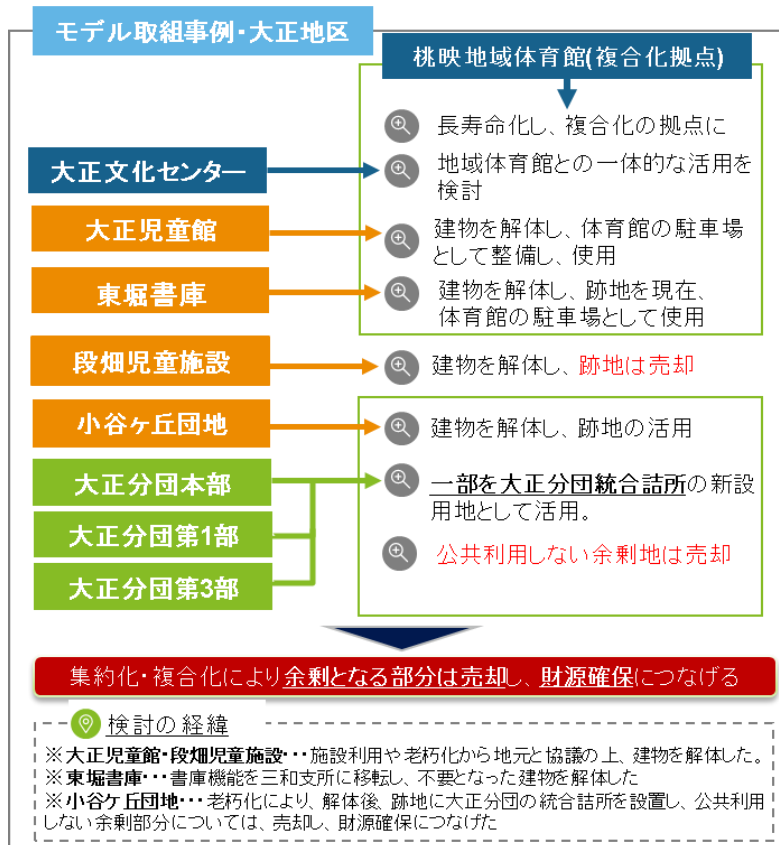 モデル取組事例・大正地区
桃映地域体育館(複合化拠点)
長寿命化し、複合化の拠点に
大正文化センター
地域体育館との一体的な活用を
検討
大正児童館
建物を解体し、体育館の駐車場
として整備し、使用
東堀書庫
建物を解体し、跡地を現在、
体育館の駐車場として使用
段畑児童施設
建物を解体し、跡地は売却
小谷ヶ丘団地
建物を解体し、跡地の活用
大正分団本部
一部を大正分団統合詰所の新設
用地として活用。
大正分団第1部
公共利用しない余剰地は売却
大正分団第3部
集約化・複合化により余剰となる部分は売却し、財源確保につなげる
検討の経緯
※大正児童館・段畑児童施設・・・施設利用や老朽化から地元と協議の上、建物を解体した。
※東堀書庫・・・書庫機能を三和支所に移転し、不要となった建物を解体した
※小谷ケ丘団地・・・老朽化により、解体後、跡地に大正分団の統合詰所を設置し、公共利用
しない余剰部分については、売却し、財源確保につなげた